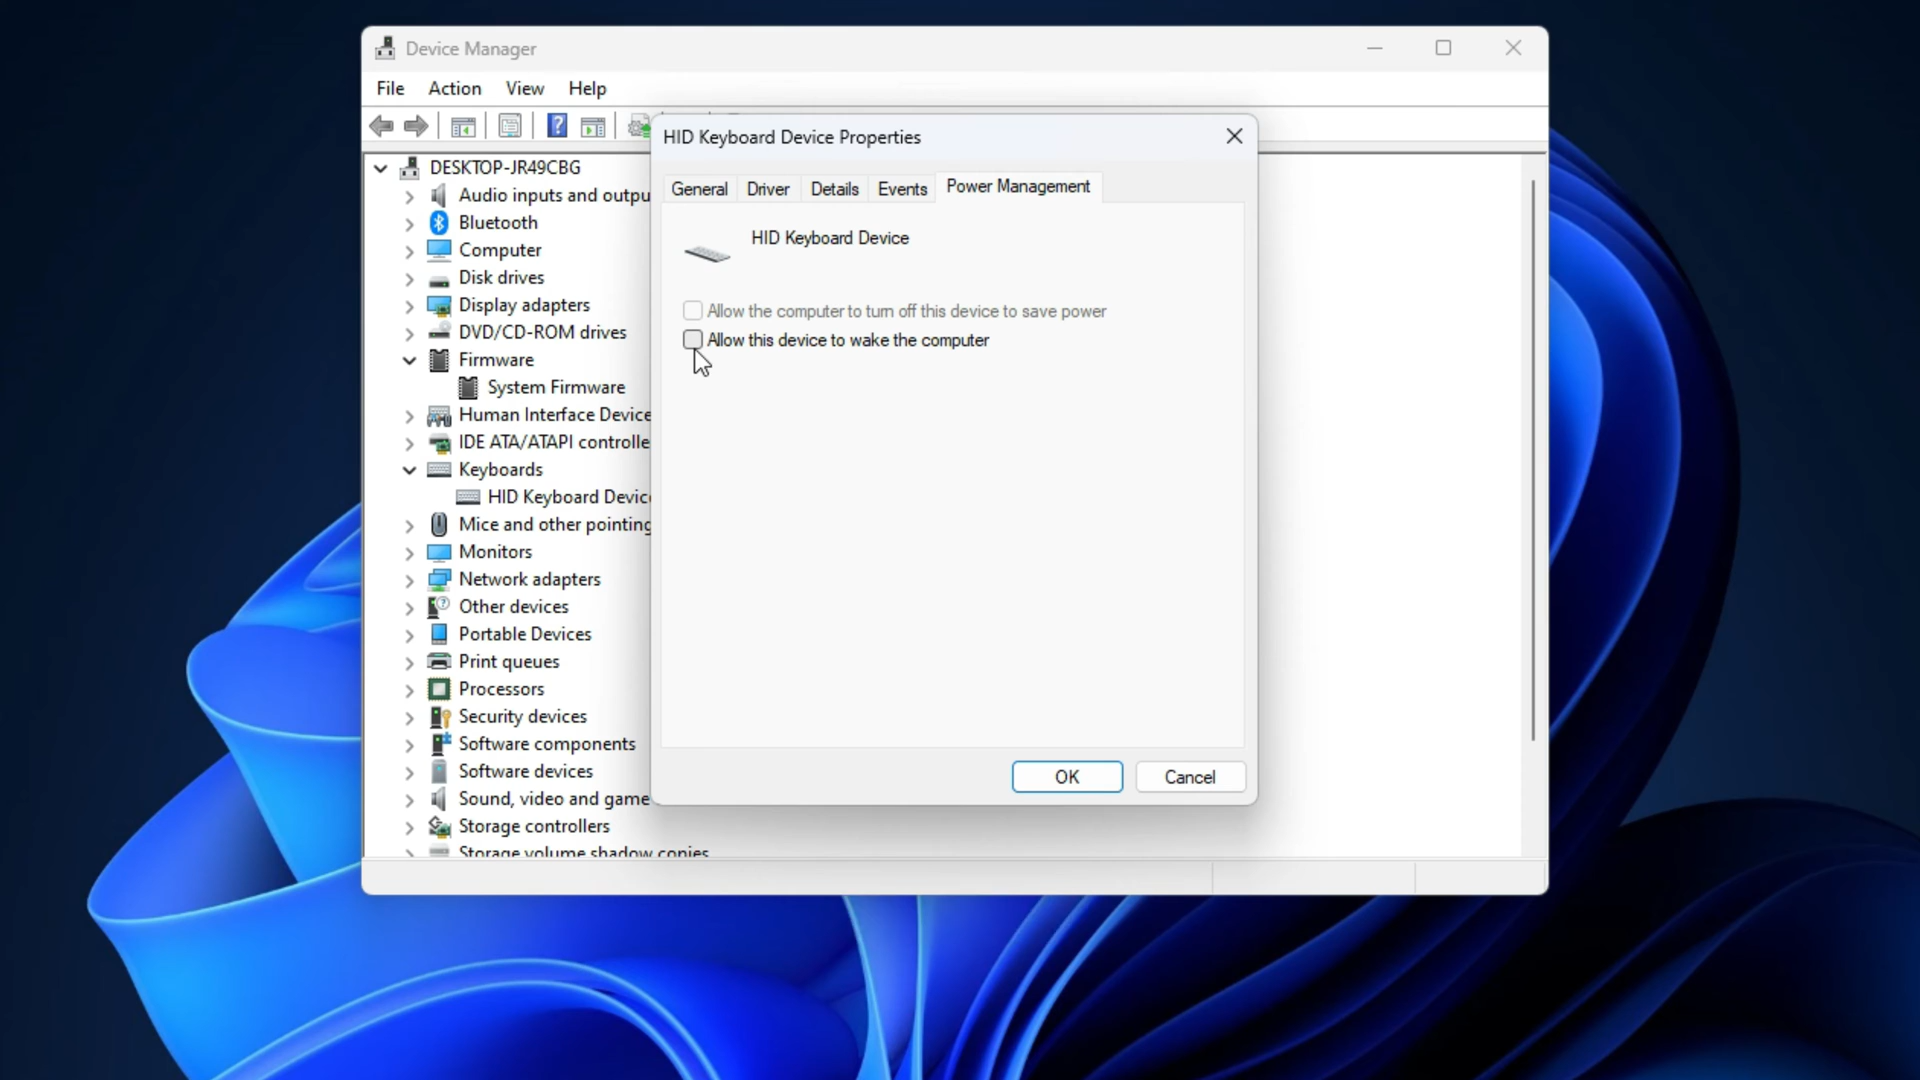 Device Manager
File Action View Help
HID Keyboard Device Properties
General Driver Details Events Power Management
HID Keyboard Device
Allow the computer to turn off this device to save power
Allow this device to wake the computer
OK Cancel
DESKTOP-JR49CBG
Audio inputs and outpu
Bluetooth
Computer
Disk drives
Display adapters
DVD/CD-ROM drives
Firmware
System Firmware
Human Interface Device
IDE ATA/ATAPI controlle
Keyboards
HID Keyboard Devic
Mice and other pointing
Monitors
Network adapters
Other devices
Portable Devices
Print queues
Processors
Security devices
Software components
Software devices
Sound, video and game
Storage controllers
Storage volume shadow copies